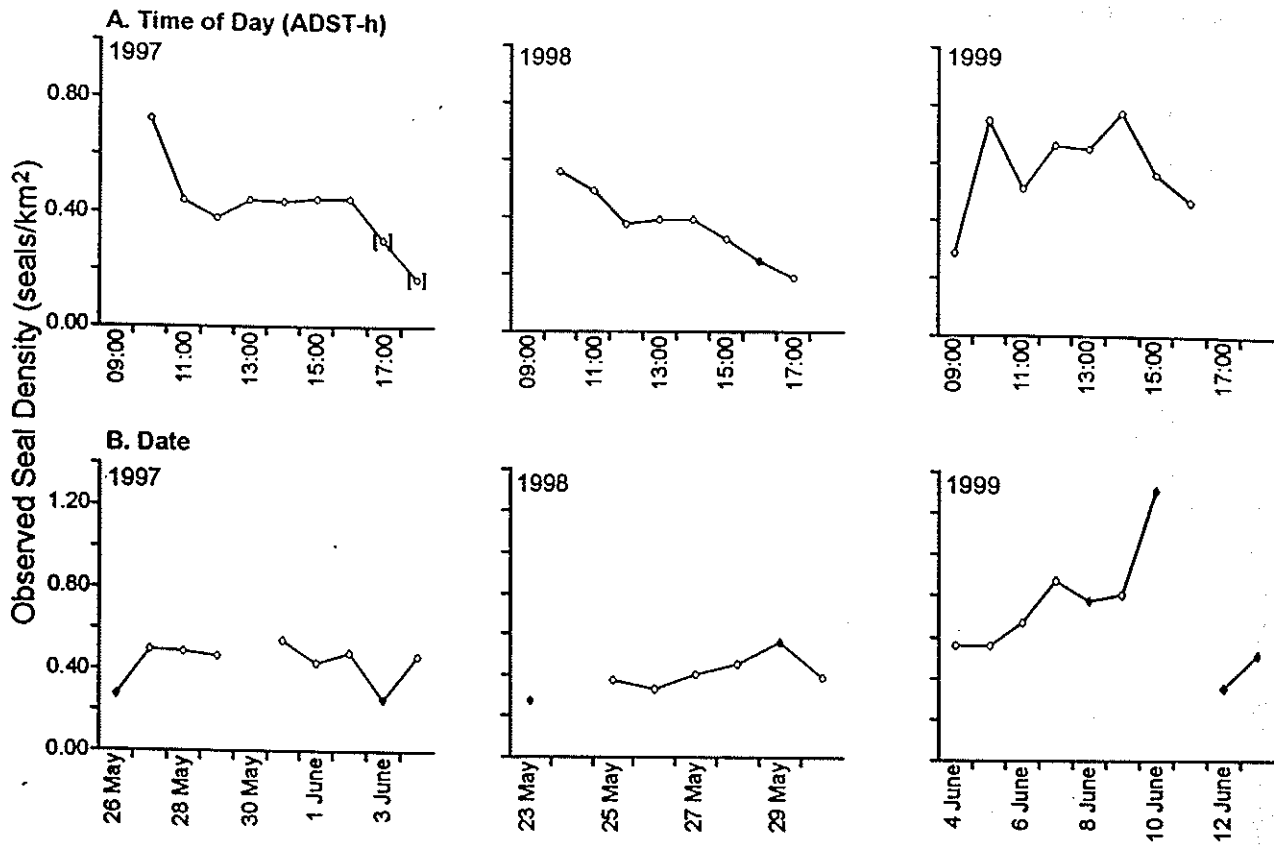 A. Time of Day (ADST-h)
1997
1998
1999
Observed Seal Density (seals/km²)
0.80
0.40
0.00
09:00
11:00
13:00
15:00
17:00
09:00
11:00
13:00
15:00
17:00
09:00
11:00
13:00
15:00
17:00
B. Date
1997
1998
1999
1.20
0.80
0.40
0.00
26 May
28 May
30 May
1 June
3 June
23 May
25 May
27 May
29 May
4 June
6 June
8 June
10 June
12 June